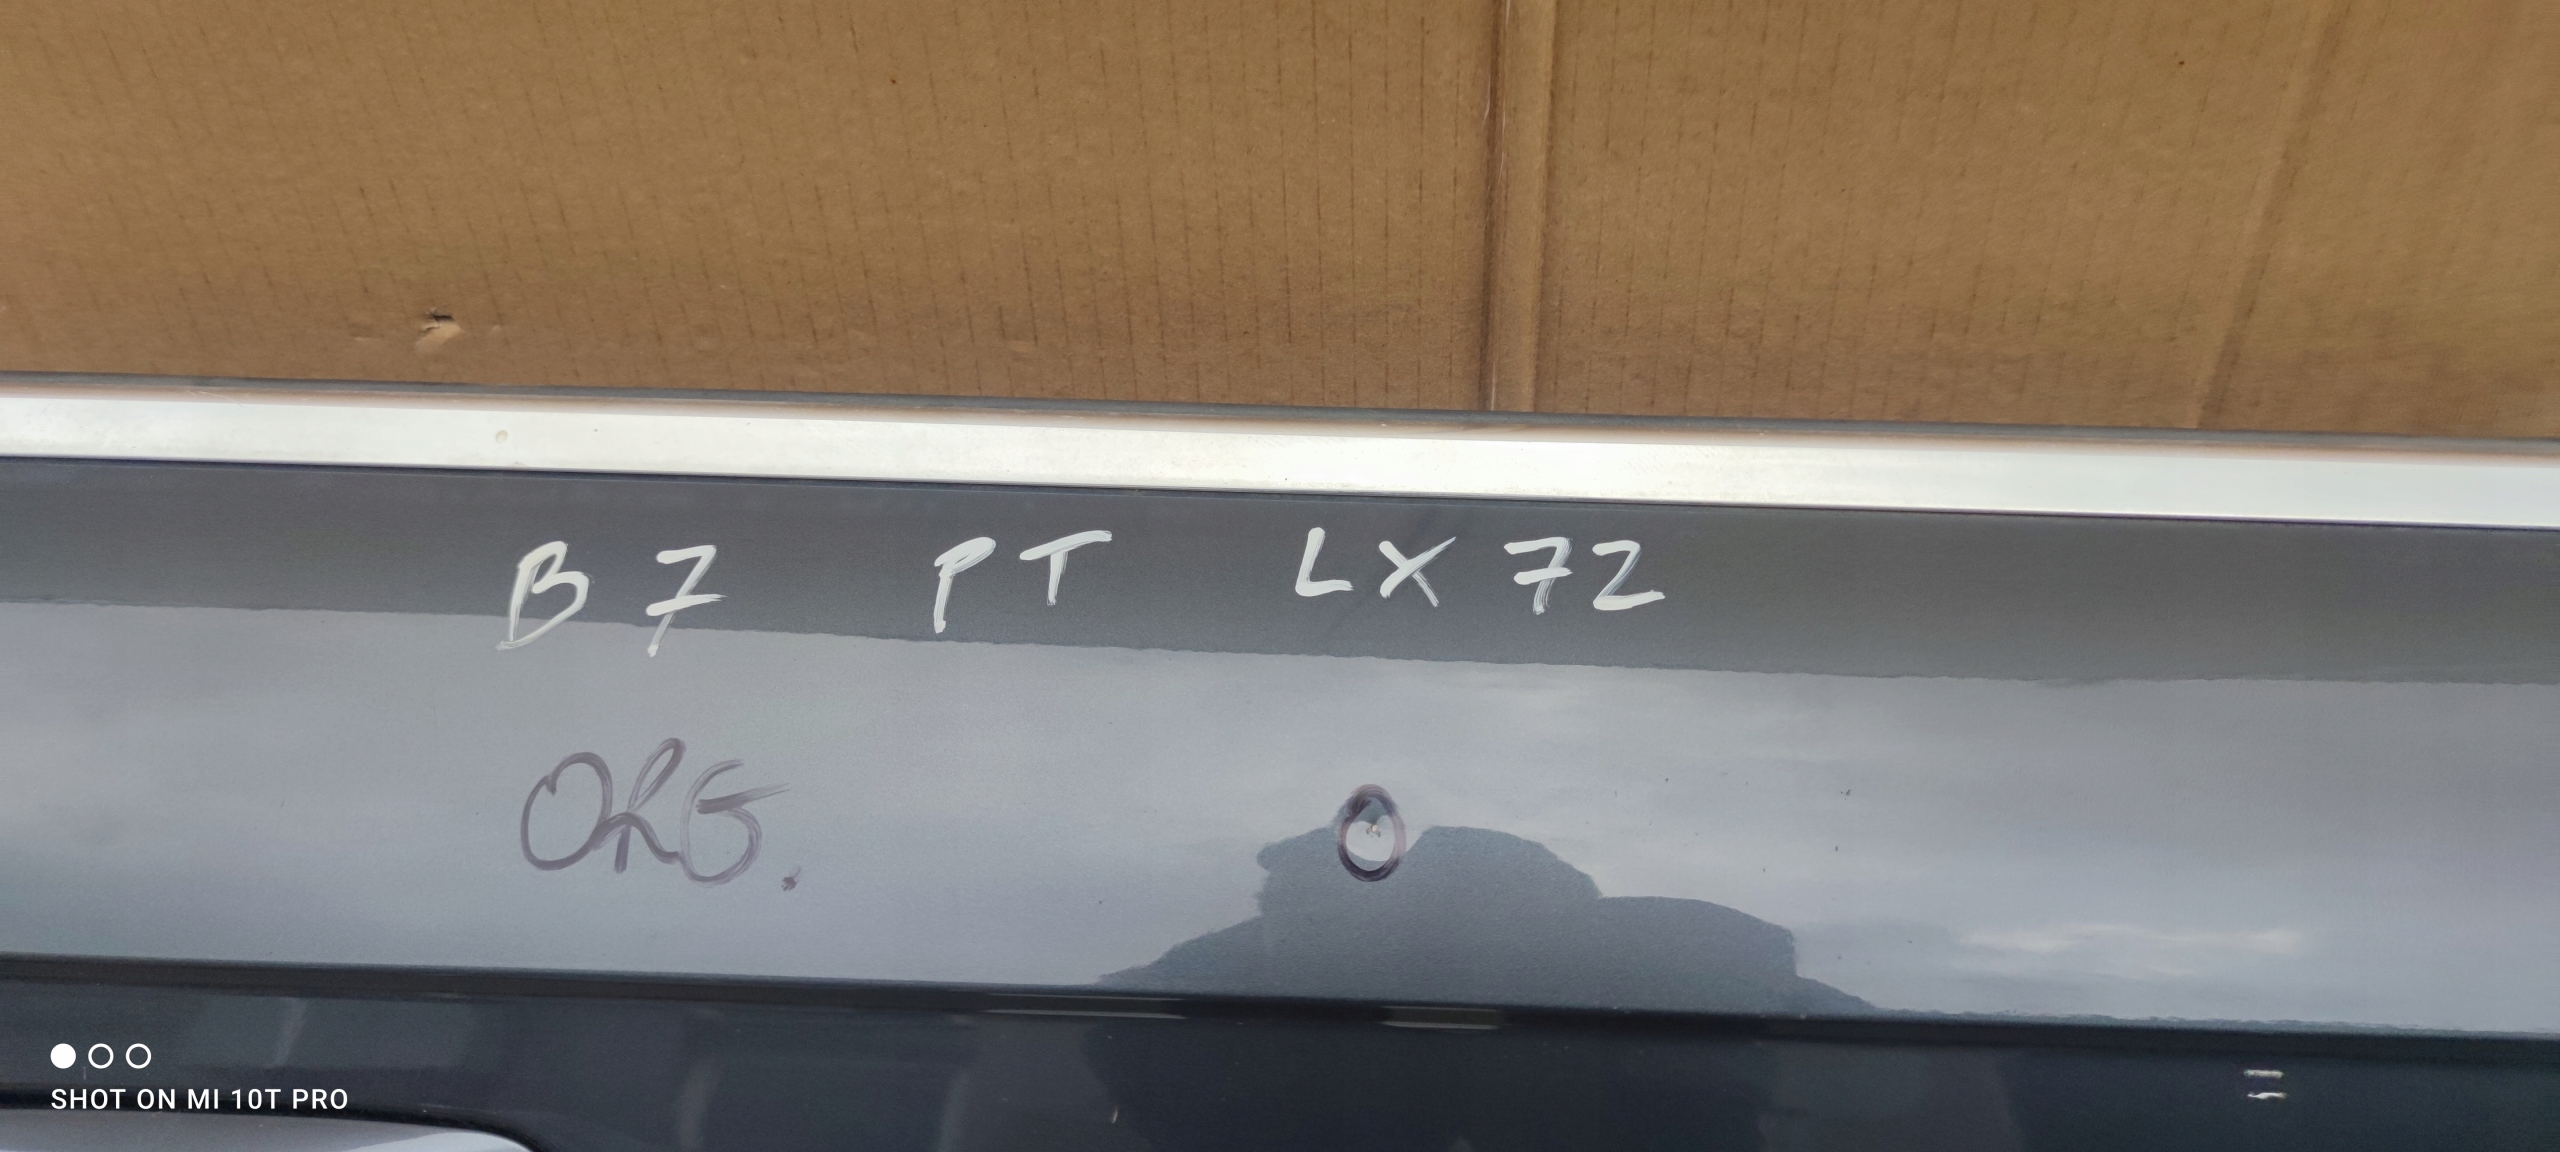 B7 PT LX72
ORG.
SHOT ON MI 10T PRO